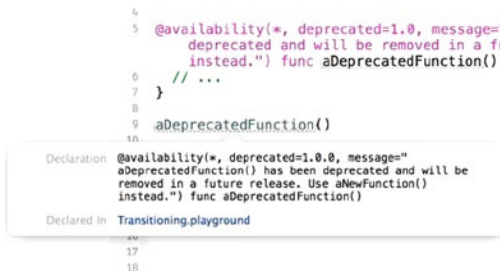 4
5 @availability(*, deprecated=1.0, message="
deprecated and will be removed in a
instead.") func aDeprecatedFunction()
6 // ...
7 }
8
9 aDeprecatedFunction()
10
Declaration @availability(*, deprecated=1.0.0, message="
aDeprecatedFunction() has been deprecated and will be
removed in a future release. Use aNewFunction()
instead.") func aDeprecatedFunction()
Declared In Transitioning.playground
16
17
18